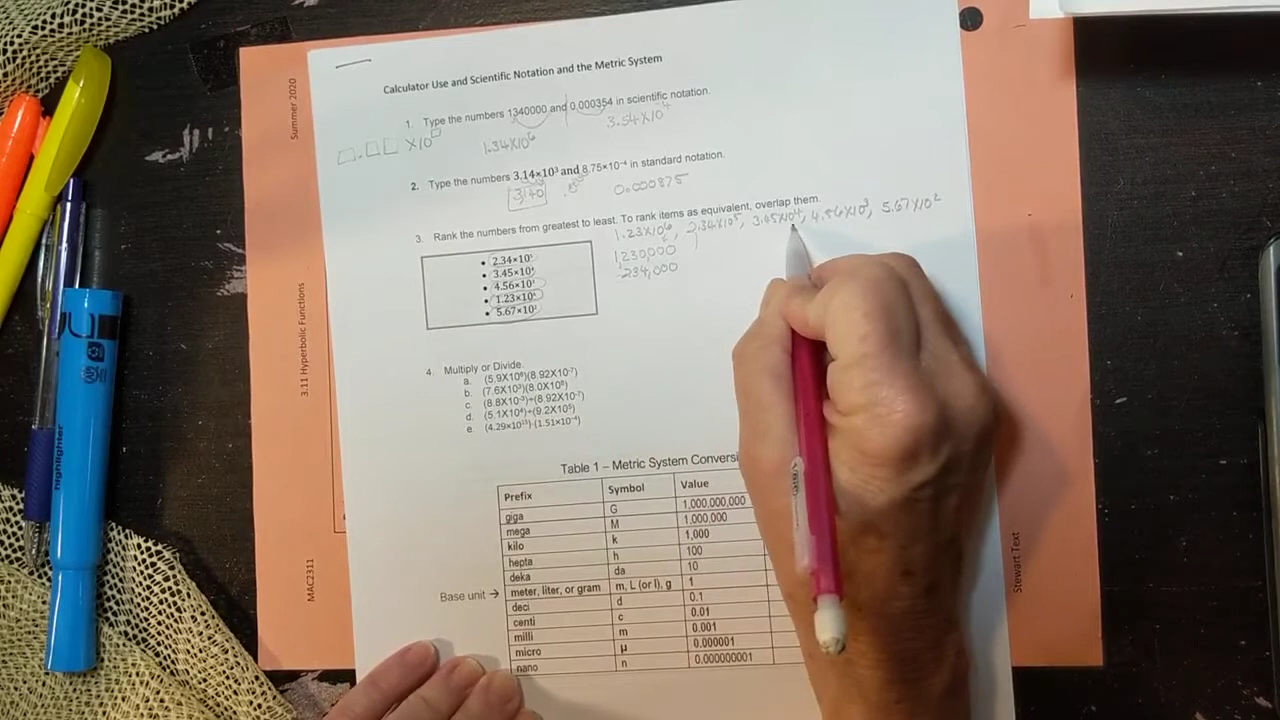 Summer 2020
3.11 Hyperbolic Functions
MAC2311
Stewart Text
highlighter
Calculator Use and Scientific Notation and the Metric System
1. Type the numbers 1340000 and 0.000354 in scientific notation.
□.□□ X10□ 1.34X10⁶ 3.54X10⁻⁴
2. Type the numbers 3.14×10³ and 8.75×10⁻⁴ in standard notation.
3,140 0.000875
3. Rank the numbers from greatest to least. To rank items as equivalent, overlap them.
1.23X10⁶, 2.34X10⁵, 3.45X10⁴, 4.56X10³, 5.67X10²
1,230,000
234,000
• 2.34×10⁵
• 3.45×10⁴
• 4.56×10³
• 1.23×10⁶
• 5.67×10²
4. Multiply or Divide.
a. (5.9X10⁸)(8.92X10⁻⁷)
b. (7.6X10³)(8.0X10⁸)
c. (8.8X10⁻⁵)÷(8.92X10⁻⁷)
d. (5.1X10⁴)÷(9.2X10⁵)
e. (4.29×10¹⁵)·(1.51×10⁻⁴)
Table 1 – Metric System
Prefix Symbol Value
giga G 1,000,000,000
mega M 1,000,000
kilo k 1,000
hepta h 100
deka da 10
Base unit → meter, liter, or gram m, L (or l), g 1
deci d 0.1
centi c 0.01
milli m 0.001
micro μ 0.000001
nano n 0.000000001